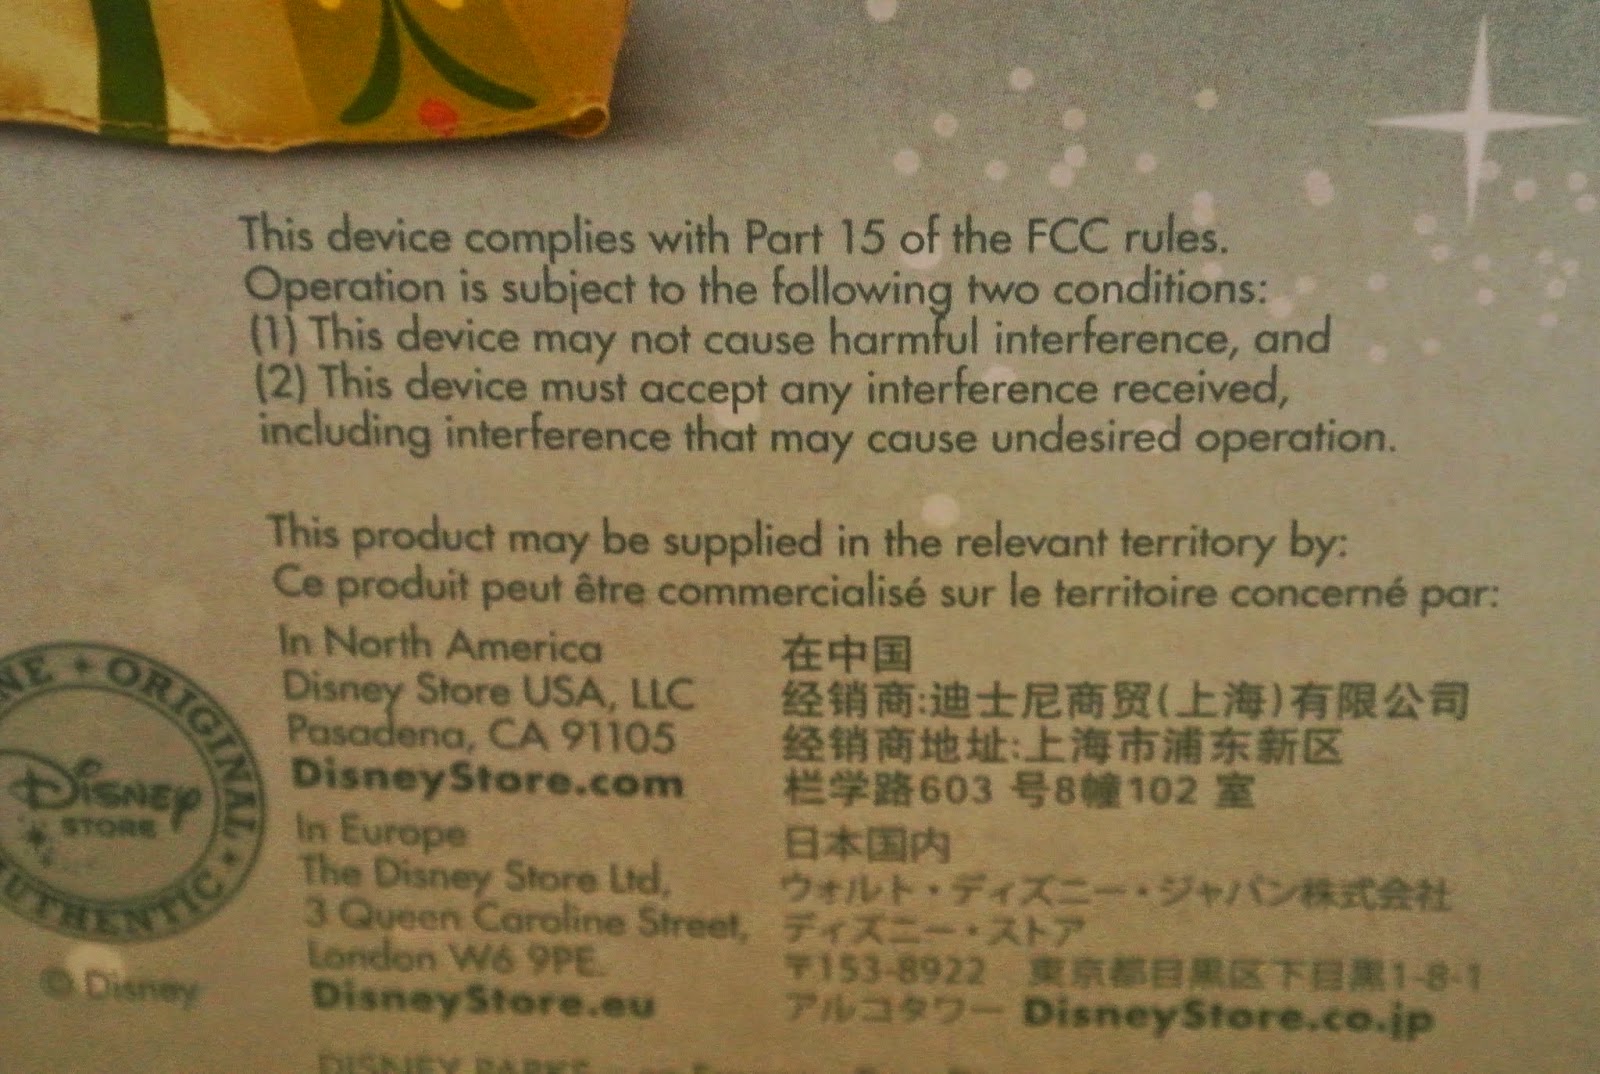 This device complies with Part 15 of the FCC rules.
Operation is subject to the following two conditions:
(1) This device may not cause harmful interference, and
(2) This device must accept any interference received,
including interference that may cause undesired operation.
This product may be supplied in the relevant territory by:
Ce produit peut être commercialisé sur le territoire concerné par:
In North America
Disney Store USA, LLC
Pasadena, CA 91105
DisneyStore.com
In Europe
The Disney Store Ltd,
3 Queen Caroline Street,
London W6 9PE.
DisneyStore.eu
在中国
经销商:迪士尼商贸(上海)有限公司
经销商地址:上海市浦东新区
栏学路603 号8幢102 室
日本国内
ウォルト・ディズニー・ジャパン株式会社
ディズニー・ストア
〒153-8922 東京都目黒区下目黒1-8-1
アルコタワー DisneyStore.co.jp
ORIGINAL
AUTHENTIC
DISNEY
STORE
© Disney
DISNEY PARKS